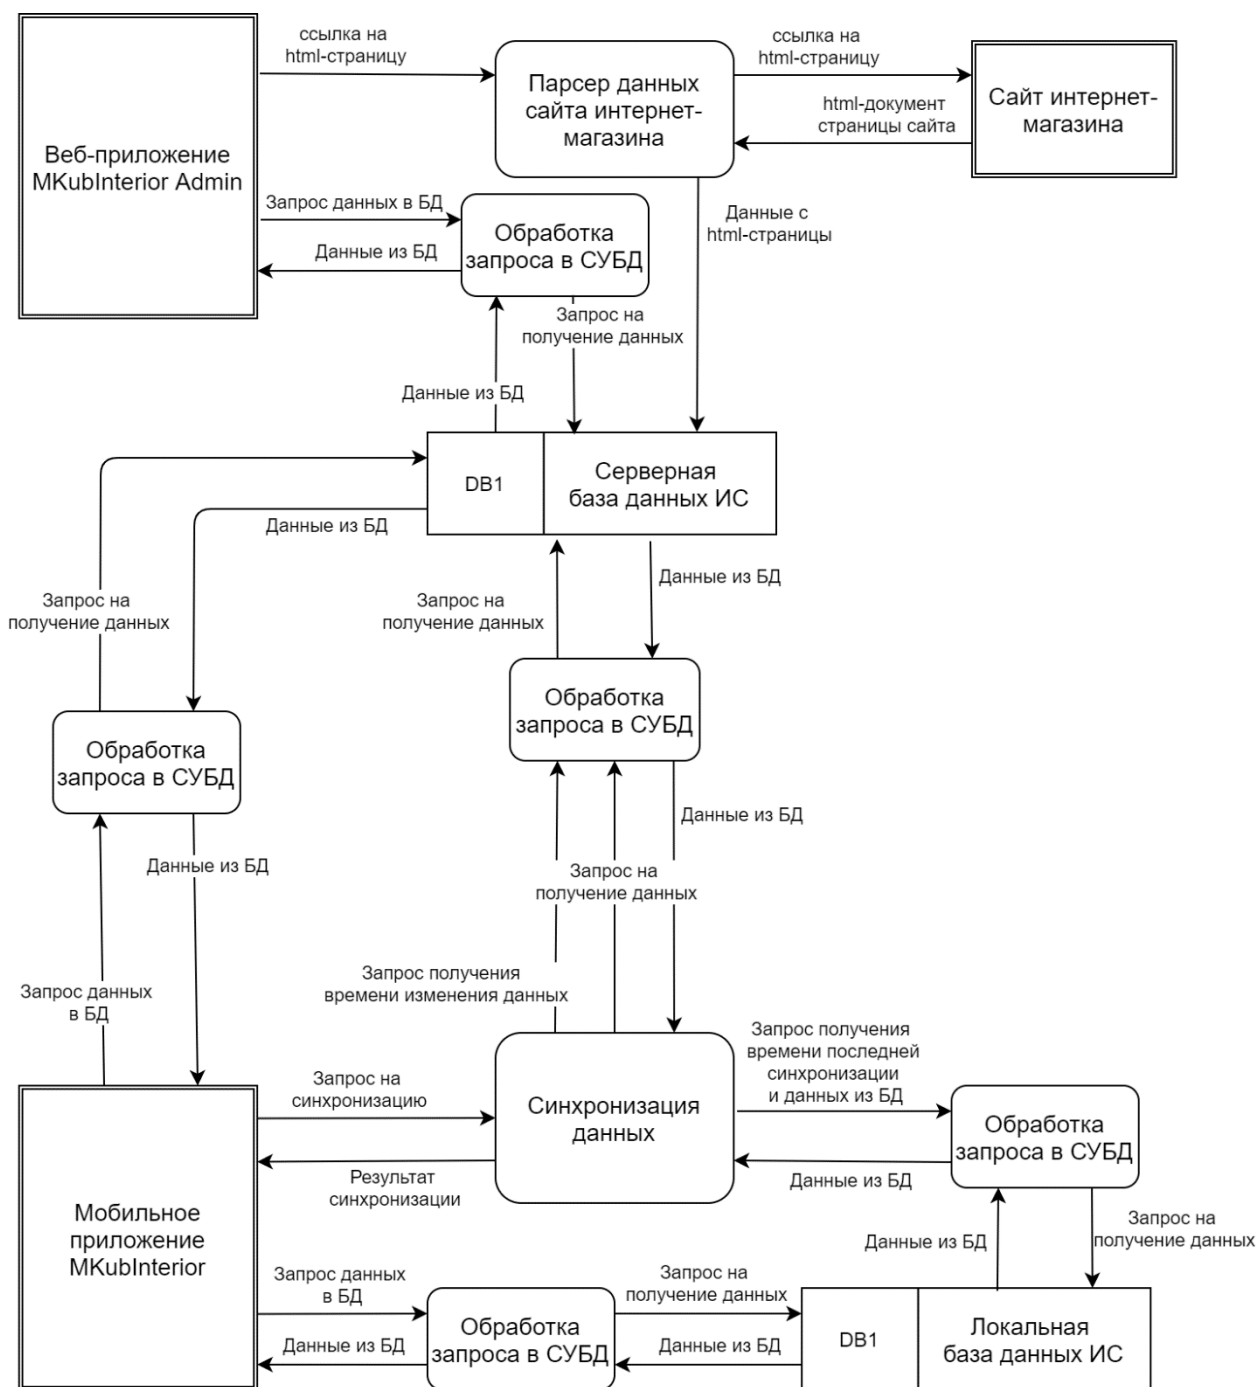 ссылка на
html-страницу
ссылка на
html-страницу
Парсер данных
сайта интернет-
магазина
html-документ
страницы сайта
Сайт интернет-
магазина
Веб-приложение
MKubInterior Admin
Запрос данных в БД
Данные из БД
Обработка
запроса в СУБД
Данные с
html-страницы
Запрос на
получение данных
Данные из БД
DB1
Серверная
база данных ИС
Данные из БД
Данные из БД
Запрос на
получение данных
Запрос на
получение данных
Обработка
запроса в СУБД
Обработка
запроса в СУБД
Данные из БД
Данные из БД
Запрос на
получение данных
Запрос получения
времени изменения данных
Запрос данных
в БД
Запрос получения
времени последней
синхронизации
и данных из БД
Запрос на
синхронизацию
Синхронизация
данных
Обработка
запроса в СУБД
Результат
синхронизации
Данные из БД
Мобильное
приложение
MKubInterior
Данные из БД
Запрос на
получение данных
Запрос данных
в БД
Запрос на
получение данных
Обработка
запроса в СУБД
Данные из БД
Данные из БД
DB1
Локальная
база данных ИС